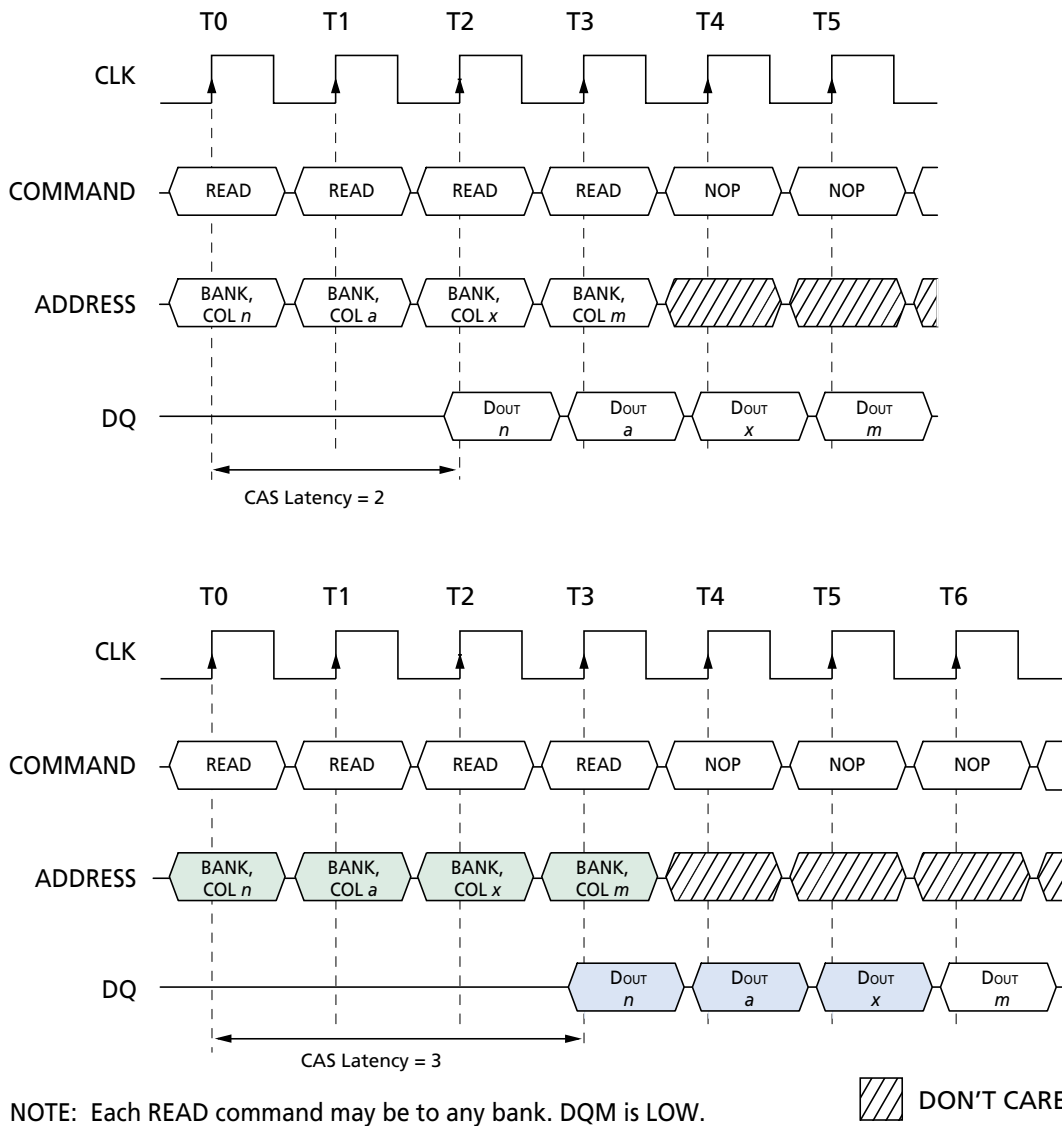 T0 T1 T2 T3 T4 T5
CLK
COMMAND READ READ READ READ NOP NOP
ADDRESS BANK, COL n BANK, COL a BANK, COL x BANK, COL m
DQ DOUT n DOUT a DOUT x DOUT m
CAS Latency = 2
T0 T1 T2 T3 T4 T5 T6
CLK
COMMAND READ READ READ READ NOP NOP NOP
ADDRESS BANK, COL n BANK, COL a BANK, COL x BANK, COL m
DQ DOUT n DOUT a DOUT x DOUT m
CAS Latency = 3
NOTE: Each READ command may be to any bank. DQM is LOW.
DON'T CARE